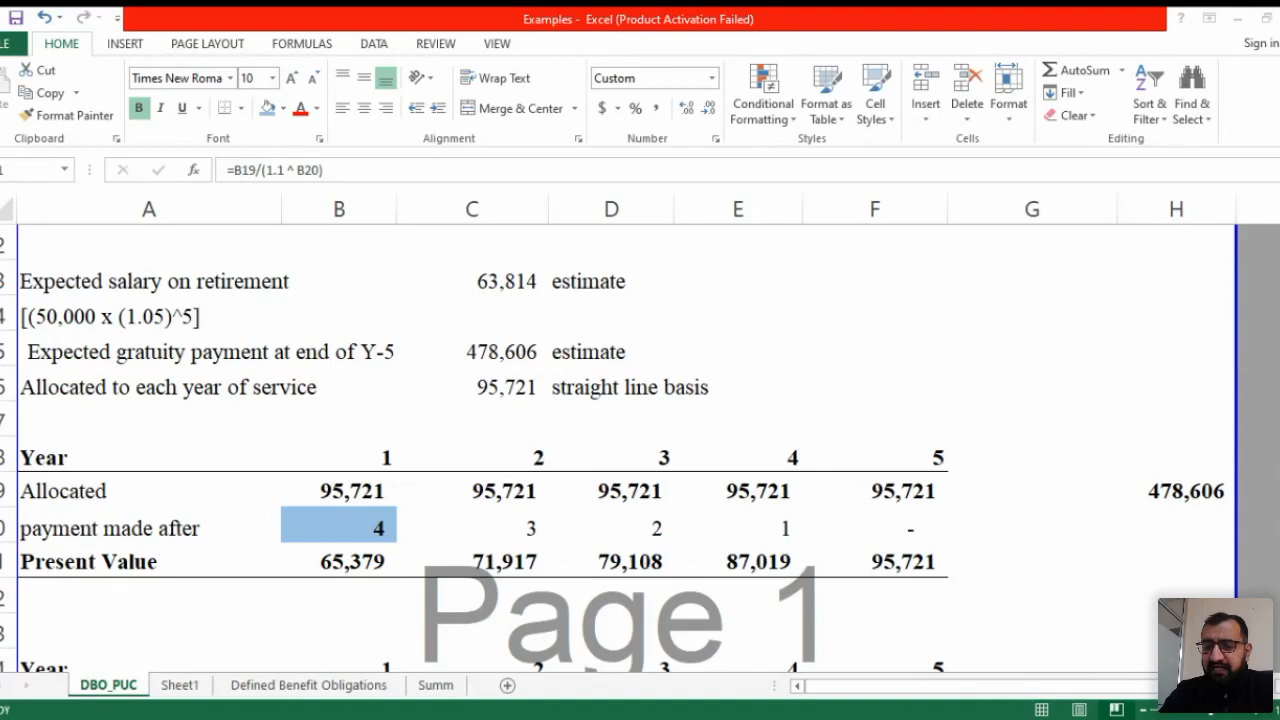 Examples - Excel (Product Activation Failed)
HOME INSERT PAGE LAYOUT FORMULAS DATA REVIEW VIEW Sign in
Cut
Copy
Format Painter
Clipboard
Times New Roma 10
B I U
Font
Wrap Text
Merge & Center
Alignment
Custom
$ % ,
Number
Conditional Formatting
Format as Table
Cell Styles
Styles
Insert Delete Format
Cells
AutoSum
Fill
Clear
Sort & Filter
Find & Select
Editing
fx =B19/(1.1 ^ B20)
A B C D E F G H
Expected salary on retirement 63,814 estimate
[(50,000 x (1.05)^5]
Expected gratuity payment at end of Y-5 478,606 estimate
Allocated to each year of service 95,721 straight line basis
Year 1 2 3 4 5
Allocated 95,721 95,721 95,721 95,721 95,721 478,606
payment made after 4 3 2 1 -
Present Value 65,379 71,917 79,108 87,019 95,721
Page 1
Year 1 2 3 4 5
DBO_PUC Sheet1 Defined Benefit Obligations Summ